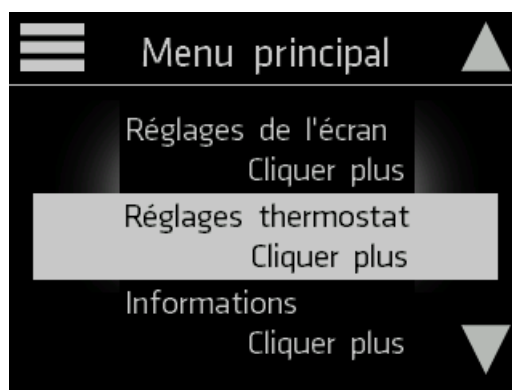 Menu principal
Réglages de l'écran
Cliquer plus
Réglages thermostat
Cliquer plus
Informations
Cliquer plus